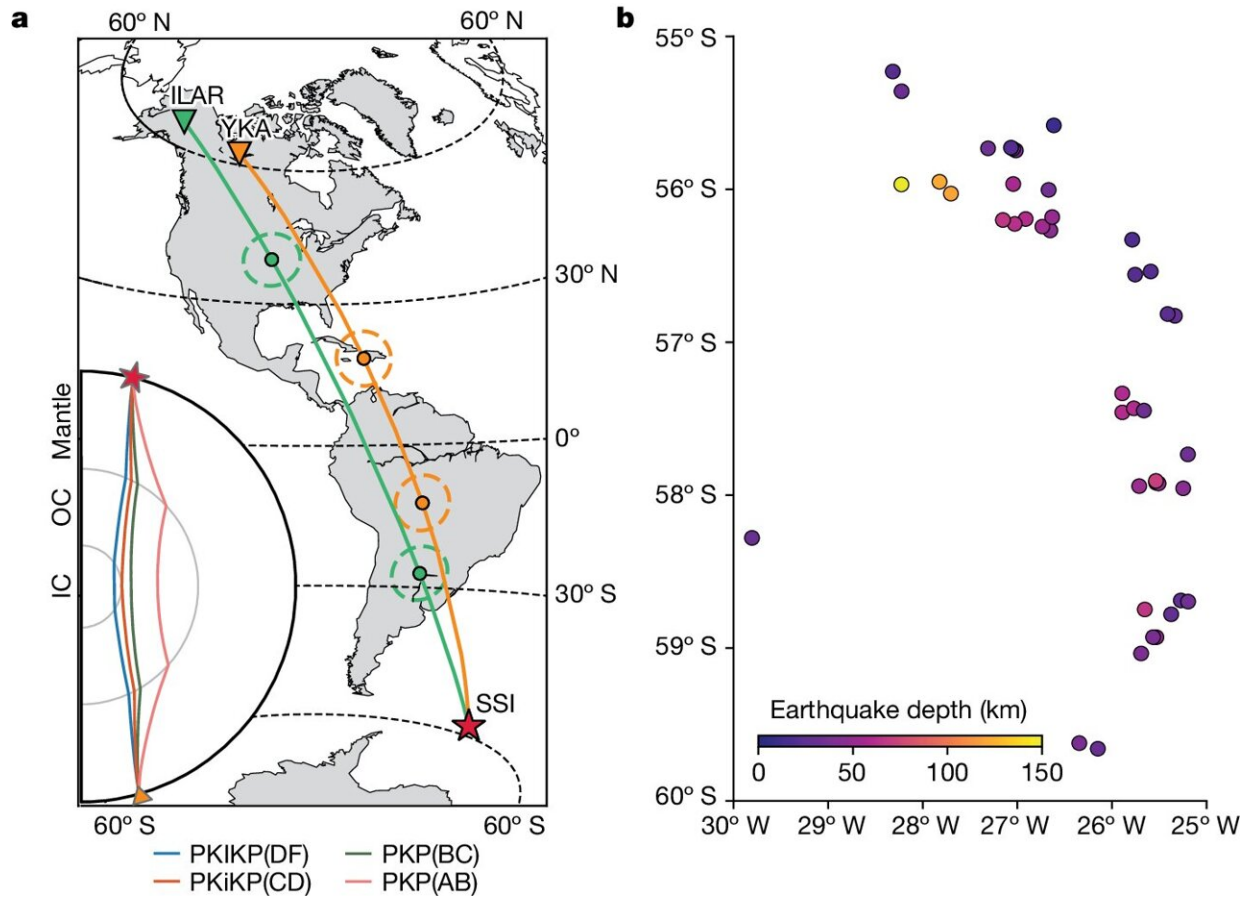 a
60° N 60° N
ILAR
YKA
30° N
0°
30° S
SSI
Mantle
OC
IC
60° S 60° S
PKIKP(DF) PKP(BC)
PKiKP(CD) PKP(AB)
b
55° S
56° S
57° S
58° S
59° S
60° S
Earthquake depth (km)
0 50 100 150
30° W 29° W 28° W 27° W 26° W 25° W